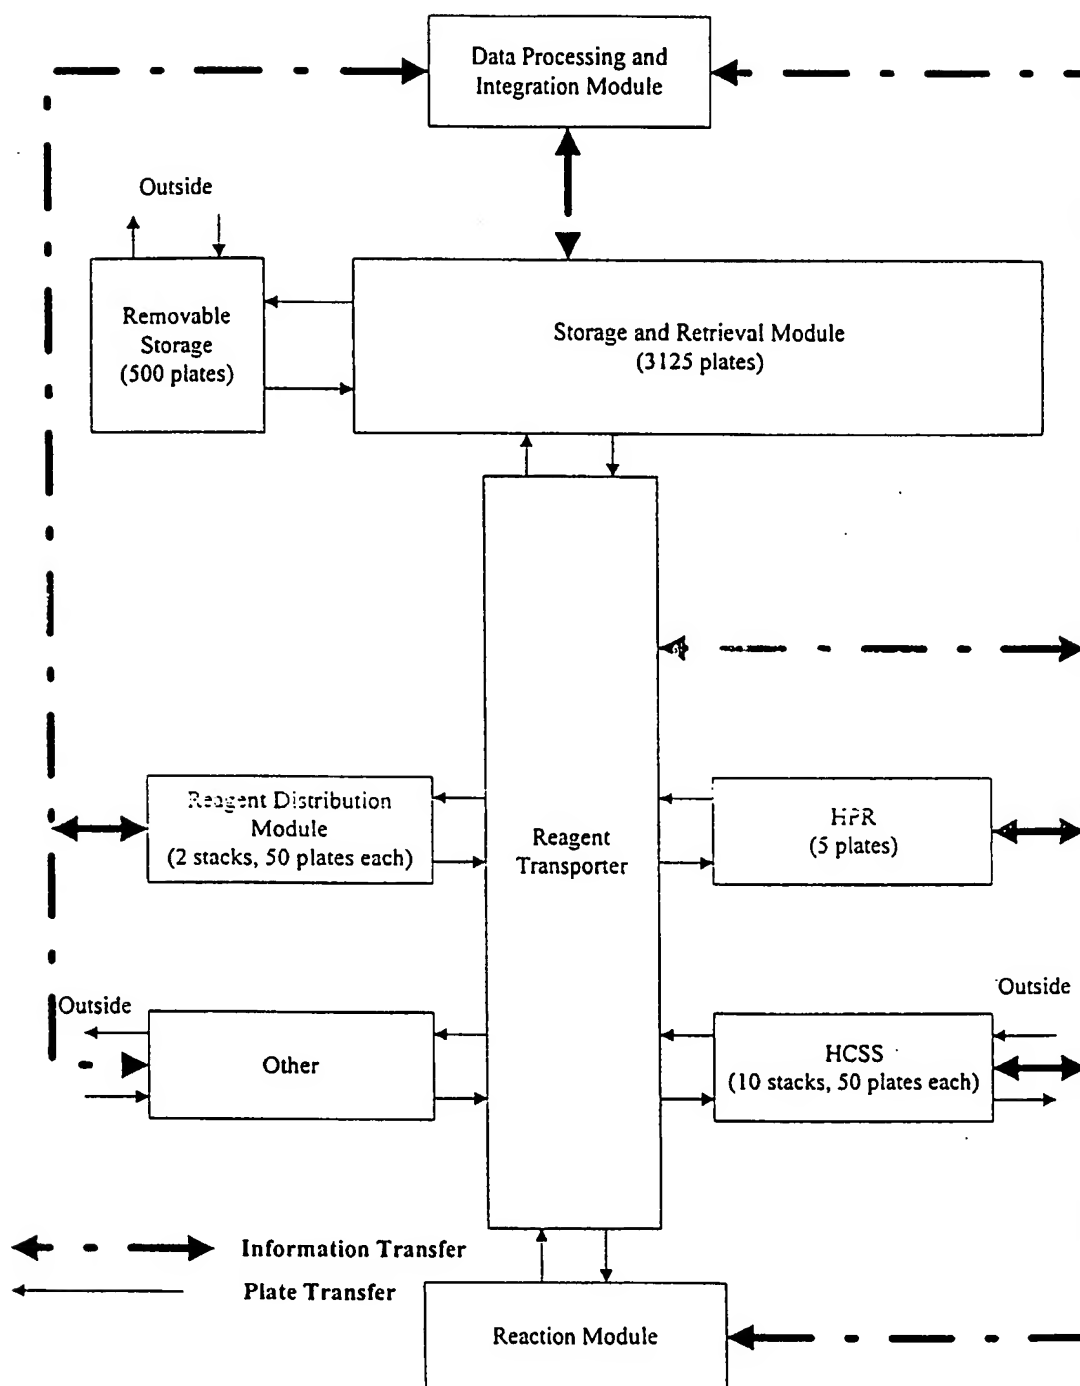 Data Processing and
Integration Module
Outside
Removable
Storage
(500 plates)
Storage and Retrieval Module
(3125 plates)
Reagent Distribution
Module
(2 stacks, 50 plates each)
Reagent
Transporter
HPR
(5 plates)
Outside
Other
Outside
HCSS
(10 stacks, 50 plates each)
Information Transfer
Plate Transfer
Reaction Module